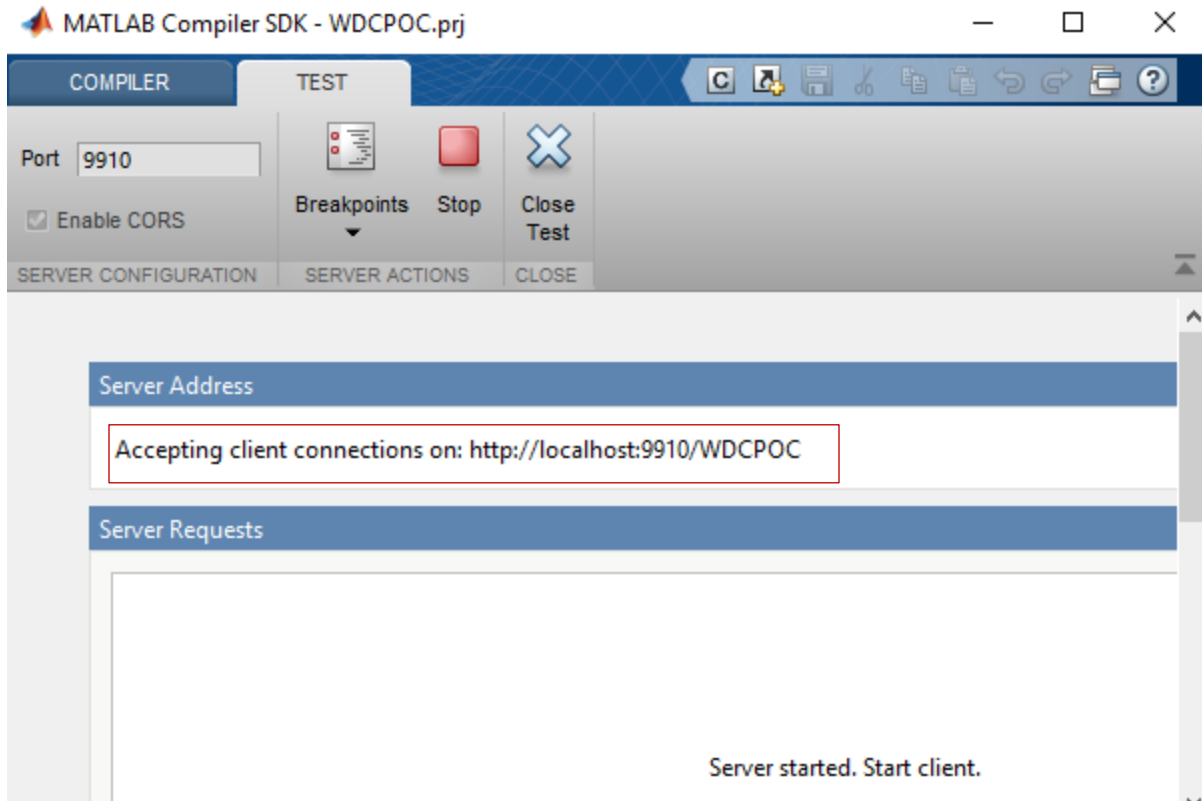 MATLAB Compiler SDK - WDCPOC.prj
COMPILER
TEST
C
?
Port 9910
Enable CORS
Breakpoints
Stop
Close
Test
SERVER CONFIGURATION
SERVER ACTIONS
CLOSE
Server Address
Accepting client connections on: http://localhost:9910/WDCPOC
Server Requests
Server started. Start client.